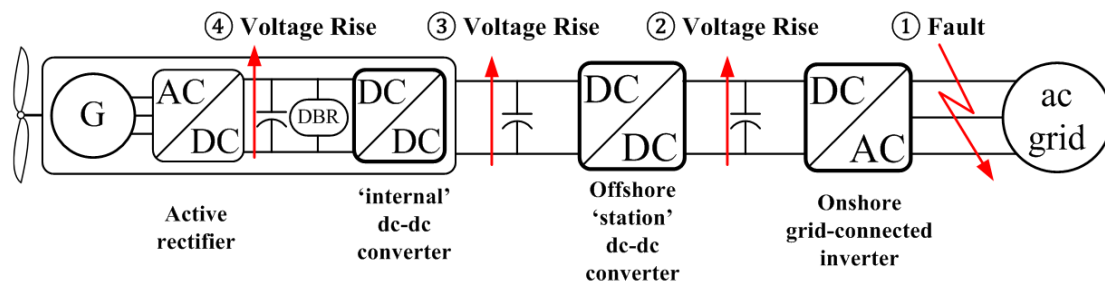 ④ Voltage Rise
③ Voltage Rise
② Voltage Rise
① Fault
G
AC
DC
DBR
DC
DC
DC
DC
DC
AC
ac
grid
Active
rectifier
‘internal’
dc-dc
converter
Offshore
‘station’
dc-dc
converter
Onshore
grid-connected
inverter